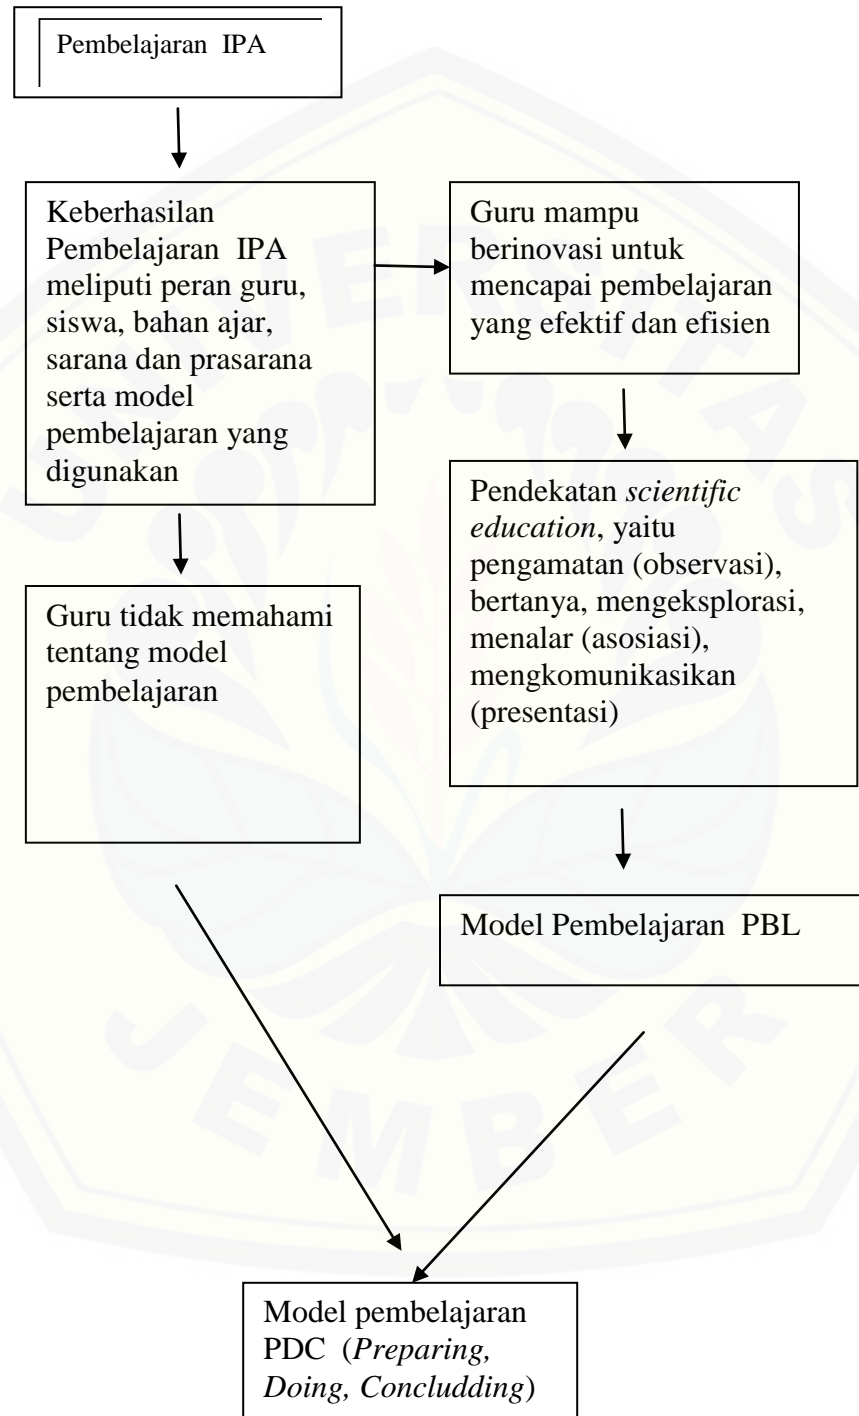 Pembelajaran IPA
Keberhasilan
Pembelajaran IPA
meliputi peran guru,
siswa, bahan ajar,
sarana dan prasarana
serta model
pembelajaran yang
digunakan
Guru mampu
berinovasi untuk
mencapai pembelajaran
yang efektif dan efisien
Guru tidak memahami
tentang model
pembelajaran
Pendekatan scientific
education, yaitu
pengamatan (observasi),
bertanya, mengeksplorasi,
menalar (asosiasi),
mengkomunikasikan
(presentasi)
Model Pembelajaran PBL
Model pembelajaran
PDC (Preparing,
Doing, Concludding)
UNIVERSITAS
JEMBER